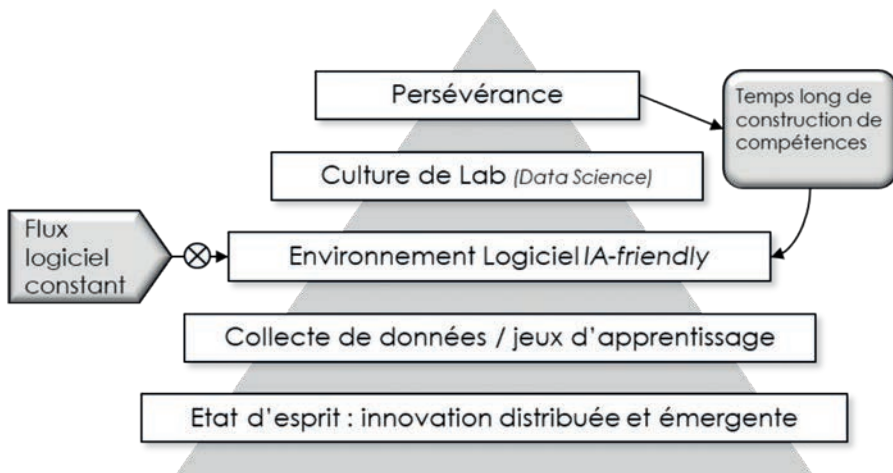 Persévérance
Temps long de
construction de
compétences
Culture de Lab (Data Science)
Flux
logiciel
constant
Environnement Logiciel IA-friendly
Collecte de données / jeux d'apprentissage
Etat d'esprit : innovation distribuée et émergente